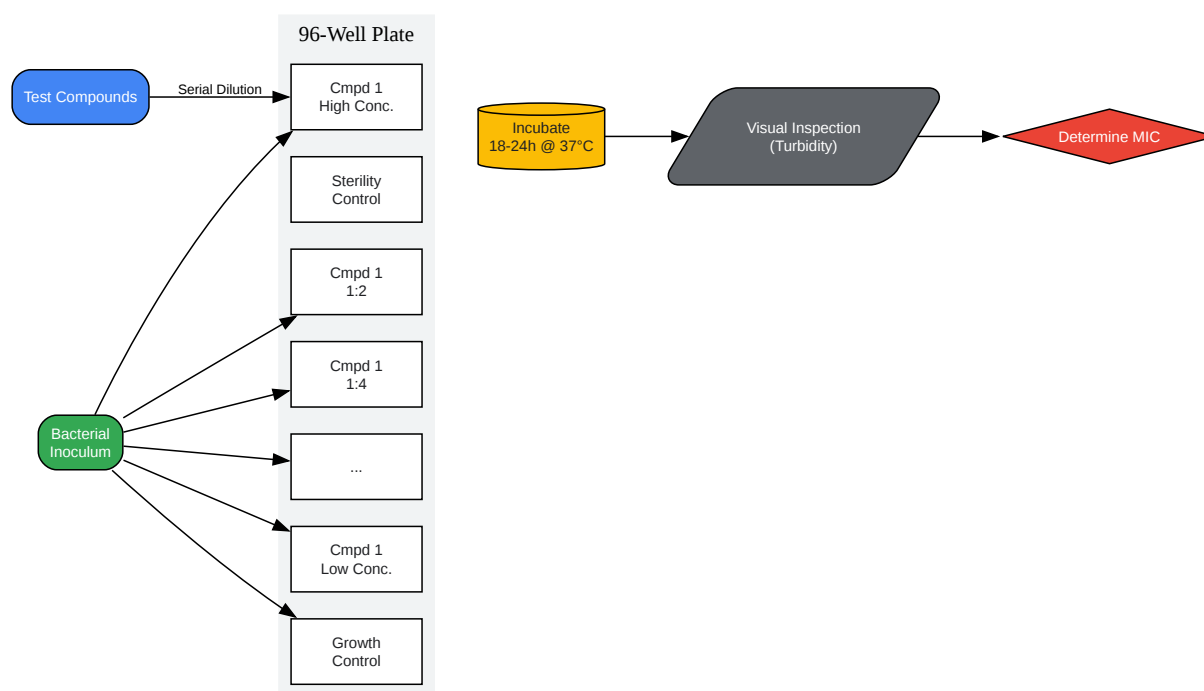 96-Well Plate
Test Compounds
Serial Dilution
Cmpd 1
High Conc.
Sterility
Control
Cmpd 1
1:2
Cmpd 1
1:4
Bacterial
Inoculum
...
Cmpd 1
Low Conc.
Growth
Control
Incubate
18-24h @ 37°C
Visual Inspection
(Turbidity)
Determine MIC